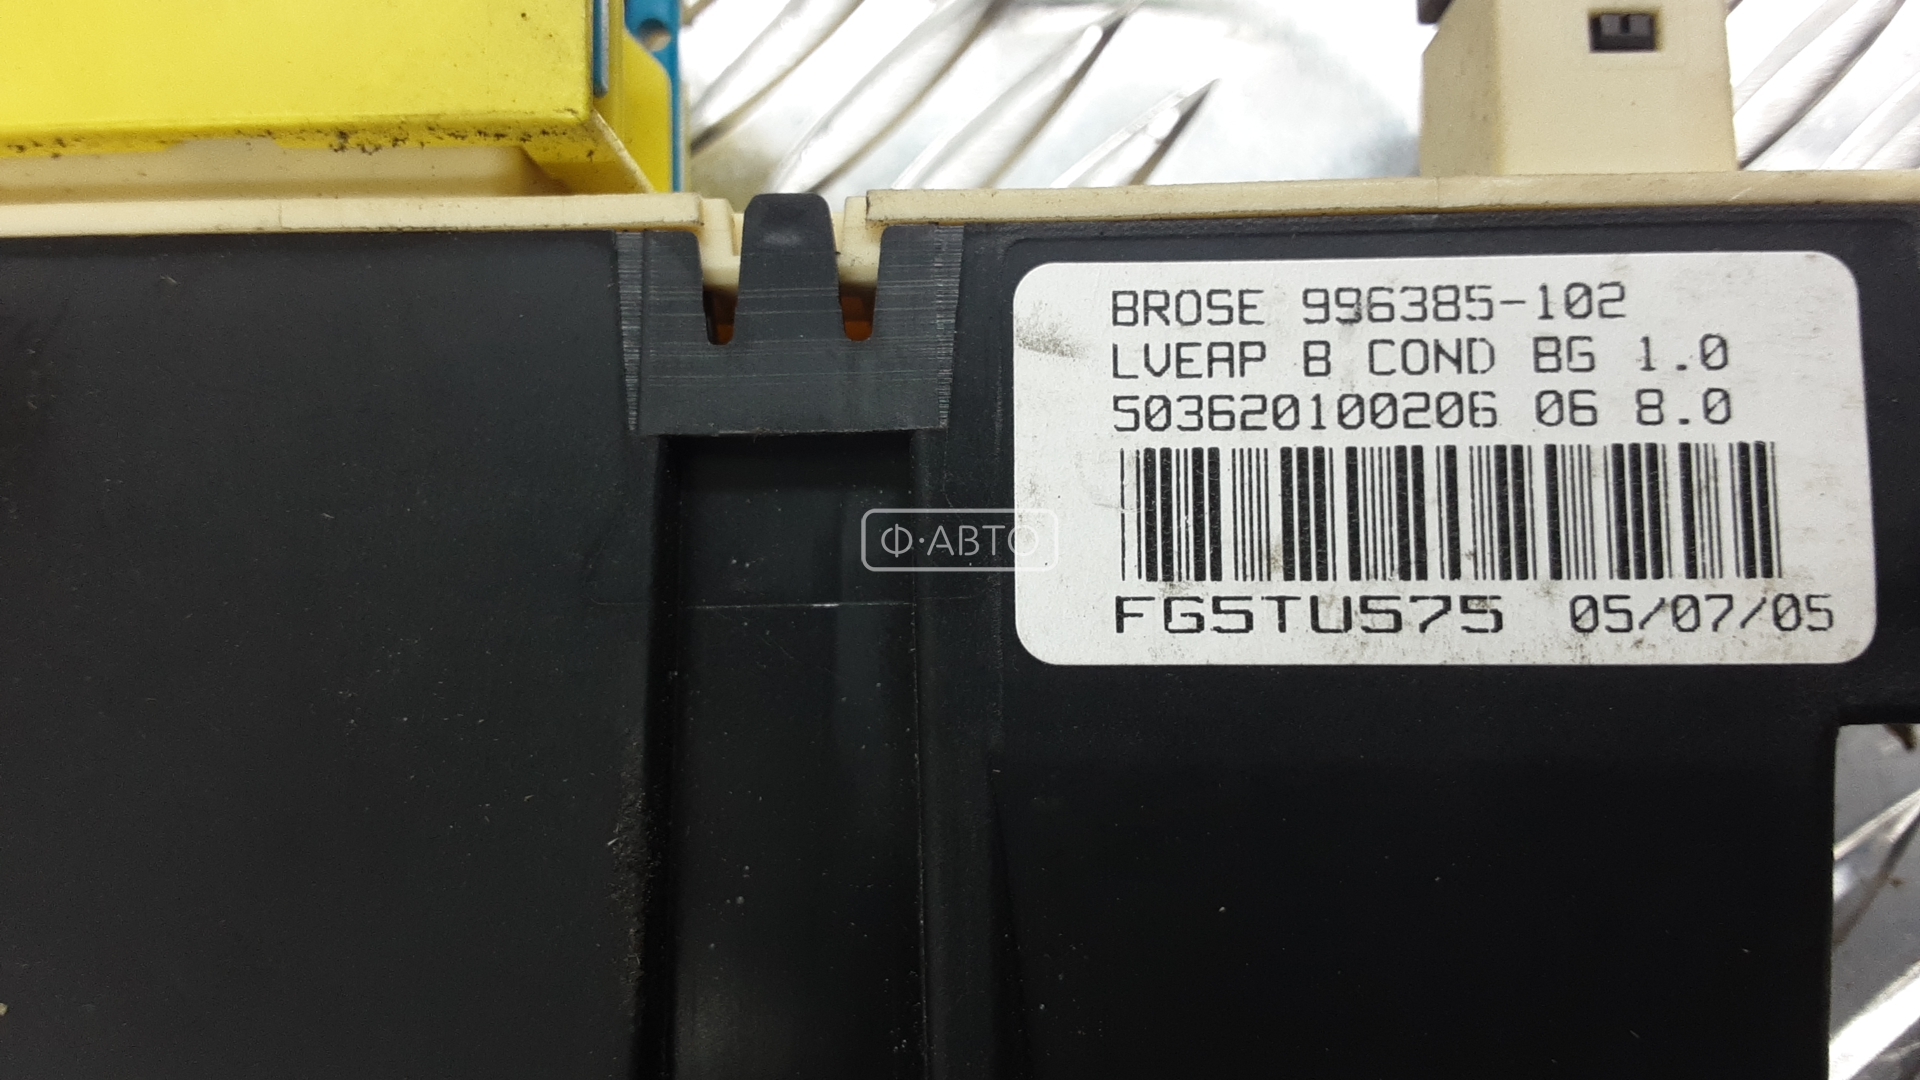 BROSE 996385-102
LVEAP B COND BG 1.0
503620100206 06 8.0
FG5TU575 05/07/05
Ф·АВТО